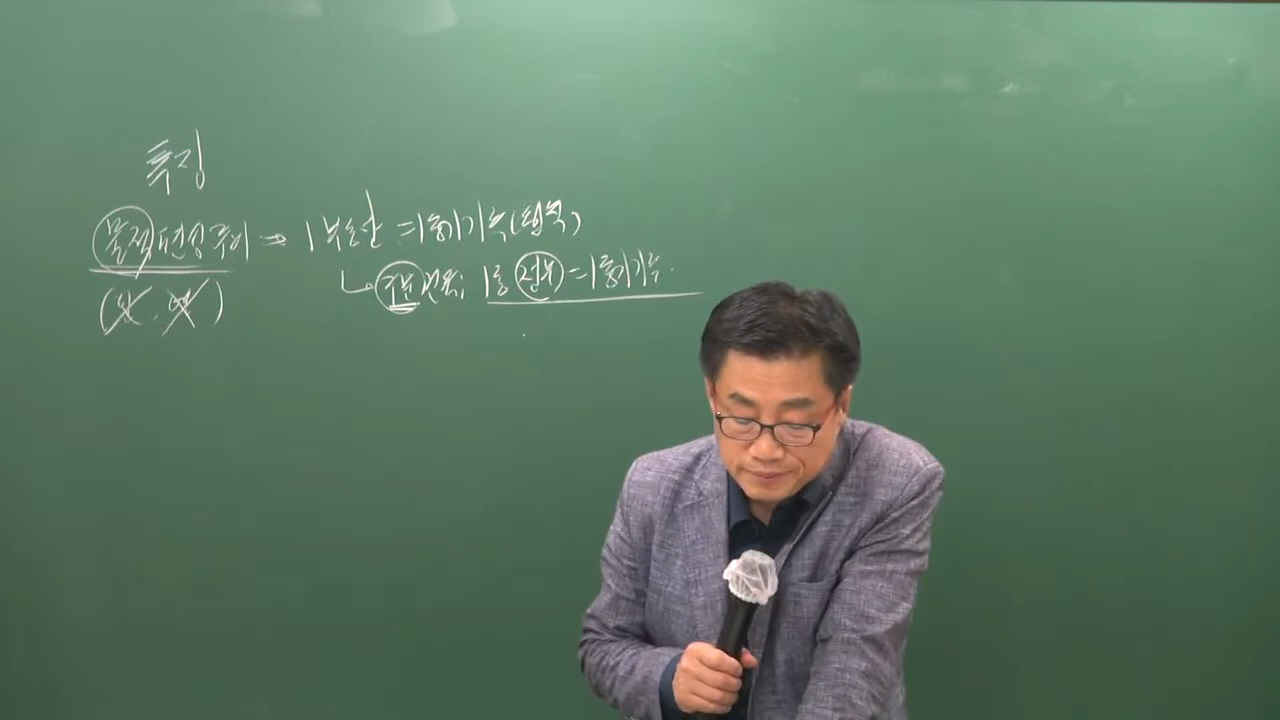 특징
물적편성주의 ⇒ 1부동산 = 1등기기록(원칙)
↳ 구분건물; 1동 전부 = 1등기기록.